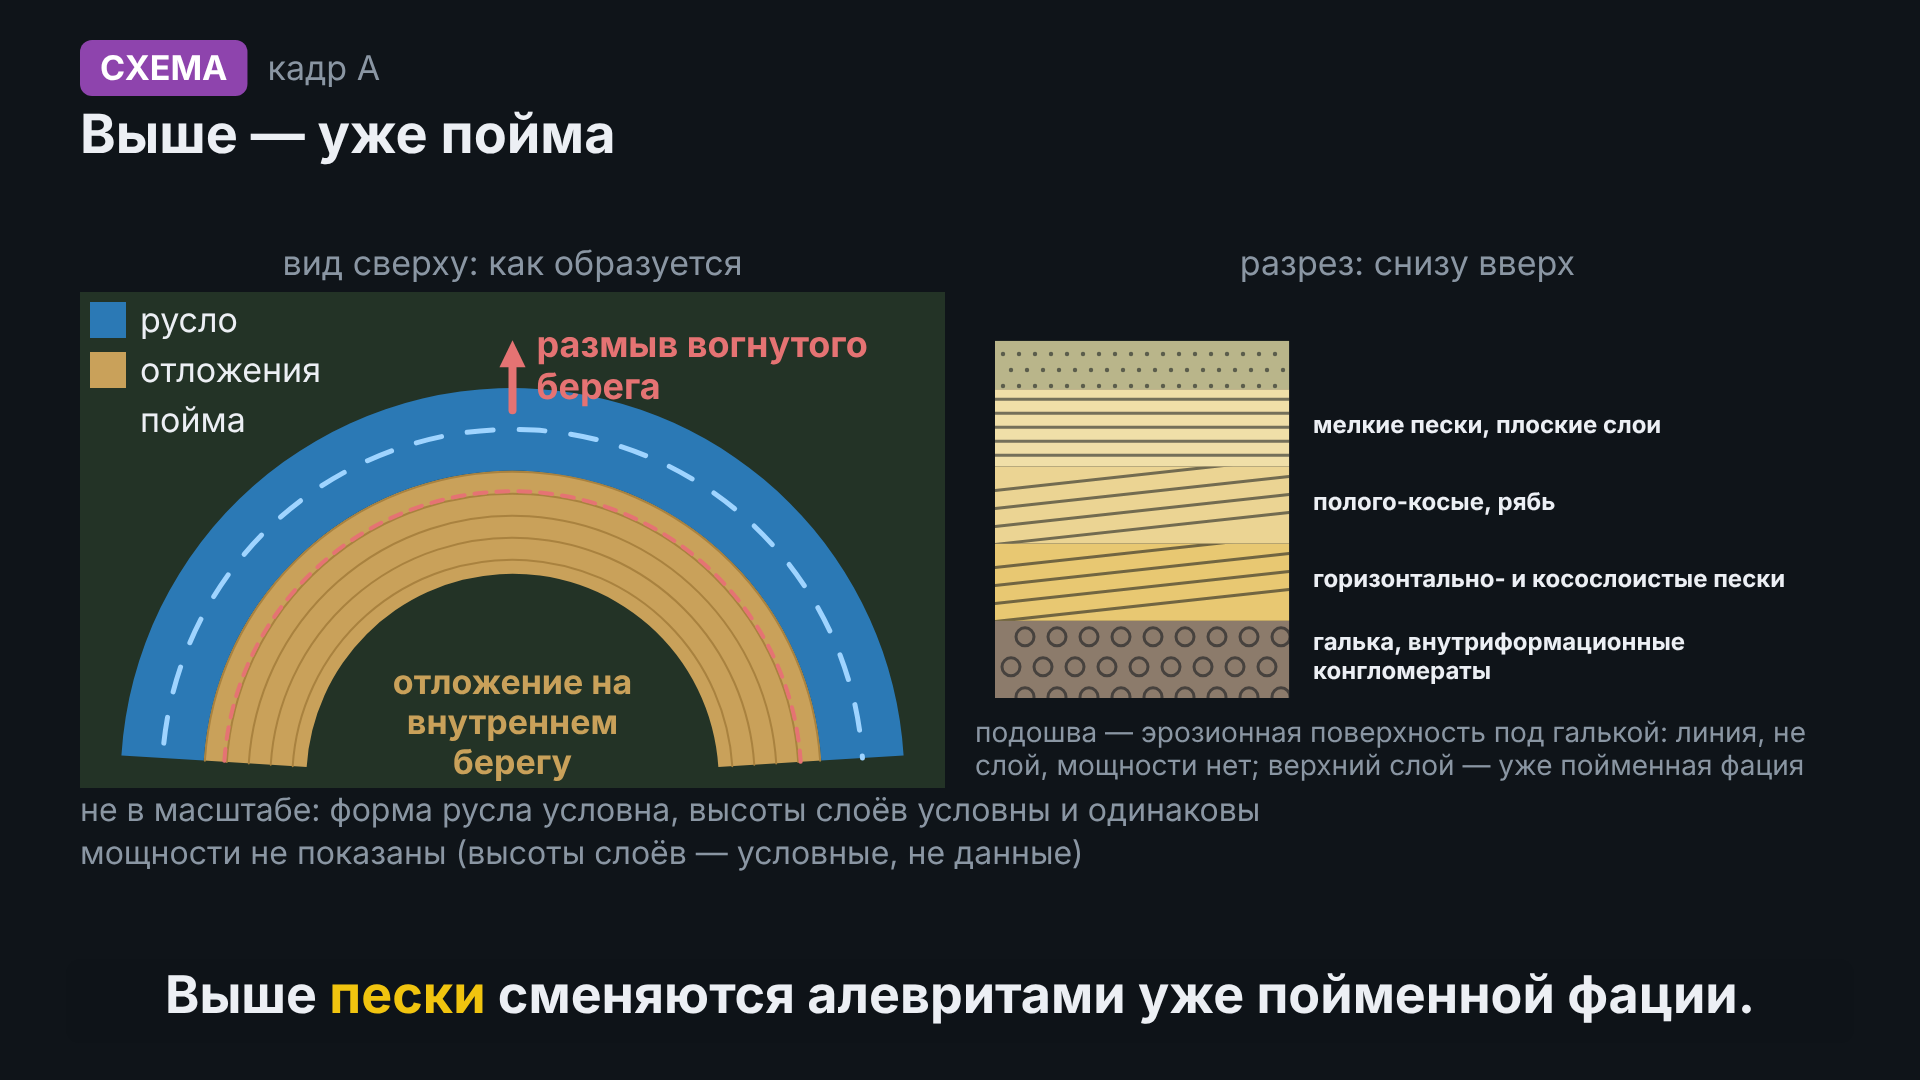 СХЕМА кадр А
Выше — уже пойма
вид сверху: как образуется
русло
отложения
пойма
размыв вогнутого
берега
отложение на
внутреннем
берегу
разрез: снизу вверх
мелкие пески, плоские слои
полого-косые, рябь
горизонтально- и косослоистые пески
галька, внутриформационные
конгломераты
подошва — эрозионная поверхность под галькой: линия, не
слой, мощности нет; верхний слой — уже пойменная фация
не в масштабе: форма русла условна, высоты слоёв условны и одинаковы
мощности не показаны (высоты слоёв — условные, не данные)
Выше пески сменяются алевритами уже пойменной фации.